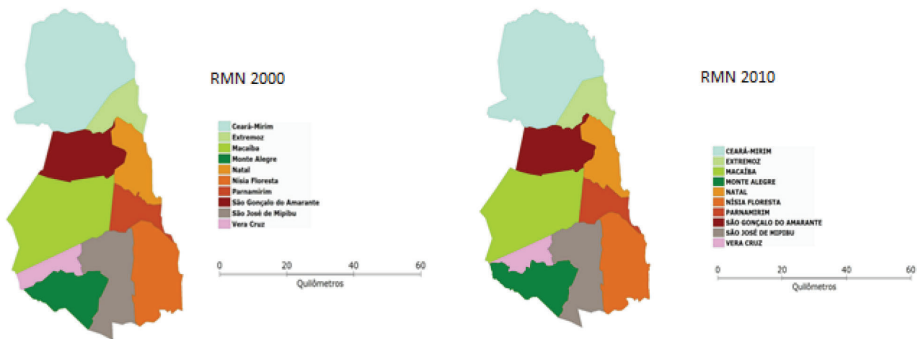 RMN 2000
Ceará-Mirim
Extremoz
Macaíba
Monte Alegre
Natal
Nísia Floresta
Parnamirim
São Gonçalo do Amarante
São José de Mipibu
Vera Cruz
0 20 40 60
Quilômetros
RMN 2010
CEARÁ-MIRIM
EXTREMOZ
MACAÍBA
MONTE ALEGRE
NATAL
NÍSIA FLORESTA
PARNAMIRIM
SÃO GONÇALO DO AMARANTE
SÃO JOSÉ DE MIPIBU
VERA CRUZ
0 20 40 60
Quilômetros